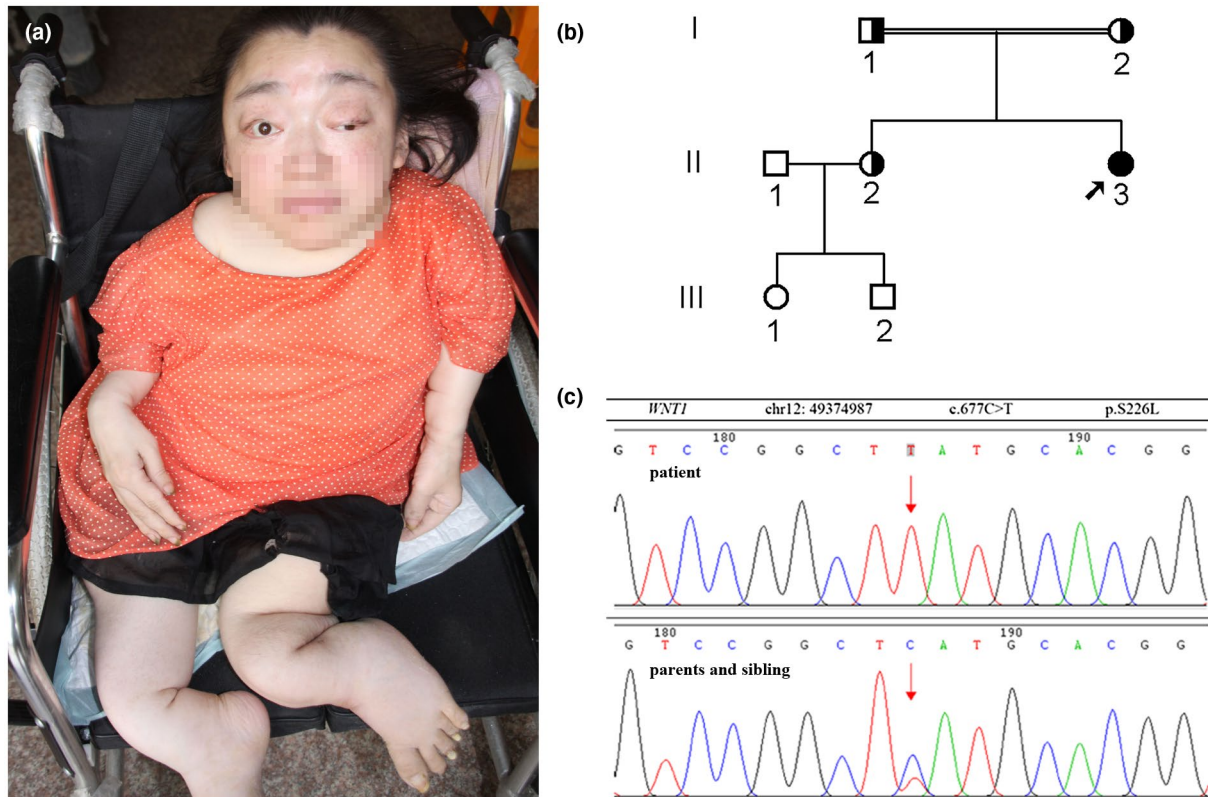 (a)
(b)
I
1
2
II
1
2
3
III
1
2
(c)
WNT1 chr12: 49374987 c.677C>T p.S226L
180 190
G T C C G G C T T A T G C A C G G
patient
180 190
G T C C G G C T C A T G C A C G G
parents and sibling